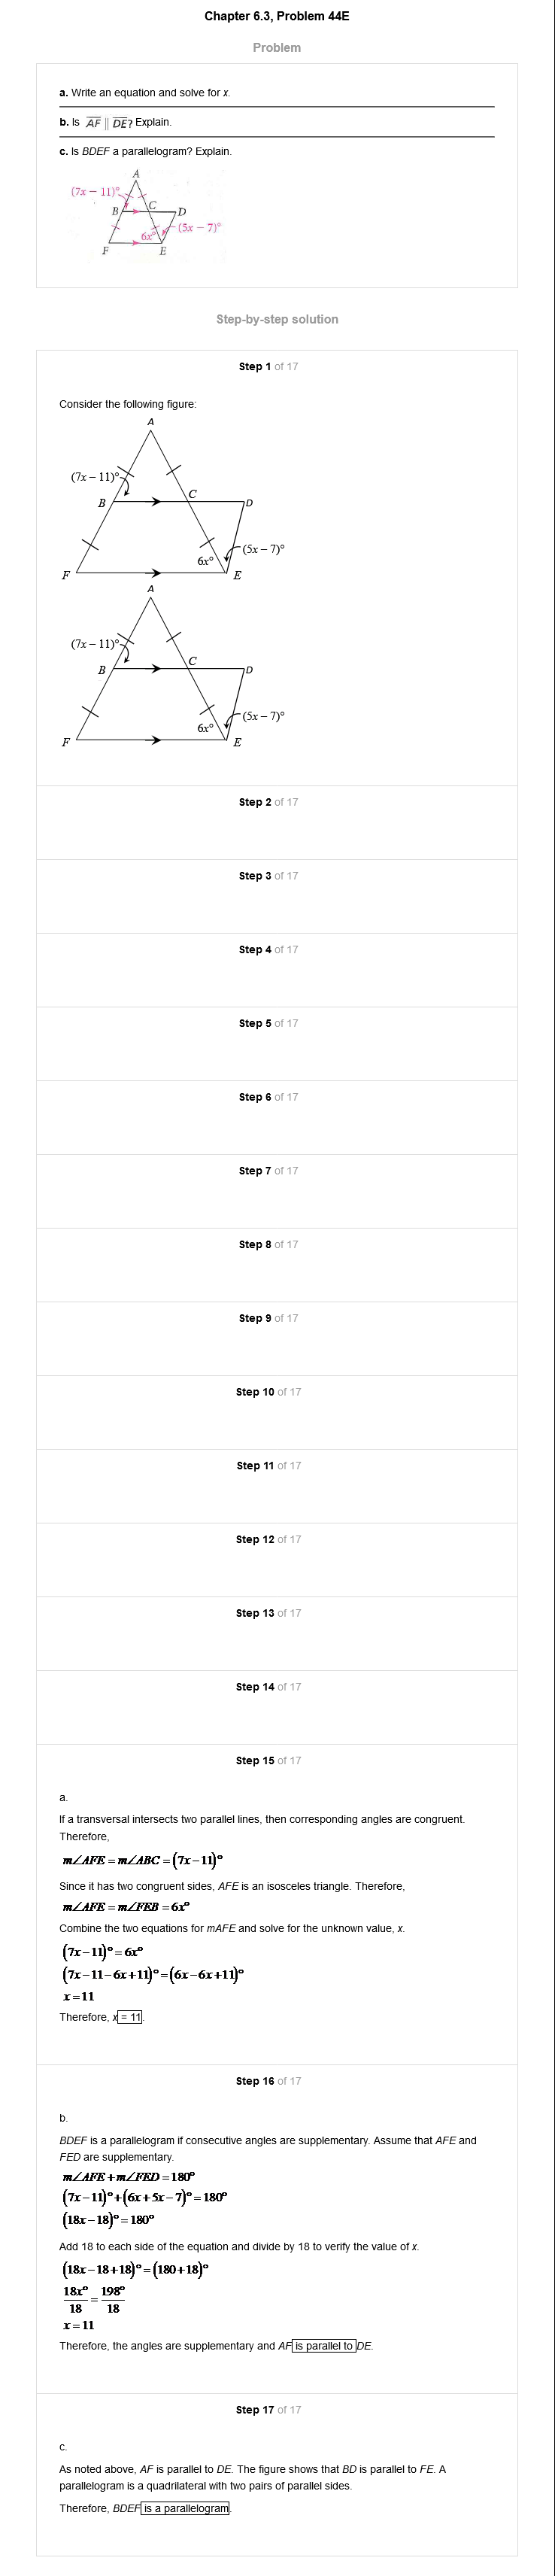 Chapter 6.3, Problem 44E
Problem
a. Write an equation and solve for x.
b. Is AF || DE? Explain.
c. Is BDEF a parallelogram? Explain.
A
(7x − 11)°
B
C
D
(5x − 7)°
6x°
F
E
Step-by-step solution
Step 1 of 17
Consider the following figure:
A
(7x − 11)°
B
C
D
(5x − 7)°
6x°
F
E
A
(7x − 11)°
B
C
D
(5x − 7)°
6x°
F
E
Step 2 of 17
Step 3 of 17
Step 4 of 17
Step 5 of 17
Step 6 of 17
Step 7 of 17
Step 8 of 17
Step 9 of 17
Step 10 of 17
Step 11 of 17
Step 12 of 17
Step 13 of 17
Step 14 of 17
Step 15 of 17
a.
If a transversal intersects two parallel lines, then corresponding angles are congruent.
Therefore,
m∠AFE = m∠ABC = (7x − 11)°
Since it has two congruent sides, AFE is an isosceles triangle. Therefore,
m∠AFE = m∠FEB = 6x°
Combine the two equations for mAFE and solve for the unknown value, x.
(7x − 11)° = 6x°
(7x − 11 − 6x + 11)° = (6x − 6x + 11)°
x = 11
Therefore, x = 11.
Step 16 of 17
b.
BDEF is a parallelogram if consecutive angles are supplementary. Assume that AFE and
FED are supplementary.
m∠AFE + m∠FED = 180°
(7x − 11)° + (6x + 5x − 7)° = 180°
(18x − 18)° = 180°
Add 18 to each side of the equation and divide by 18 to verify the value of x.
(18x − 18 + 18)° = (180 + 18)°
18x°/18 = 198°/18
x = 11
Therefore, the angles are supplementary and AF is parallel to DE.
Step 17 of 17
c.
As noted above, AF is parallel to DE. The figure shows that BD is parallel to FE. A
parallelogram is a quadrilateral with two pairs of parallel sides.
Therefore, BDEF is a parallelogram.